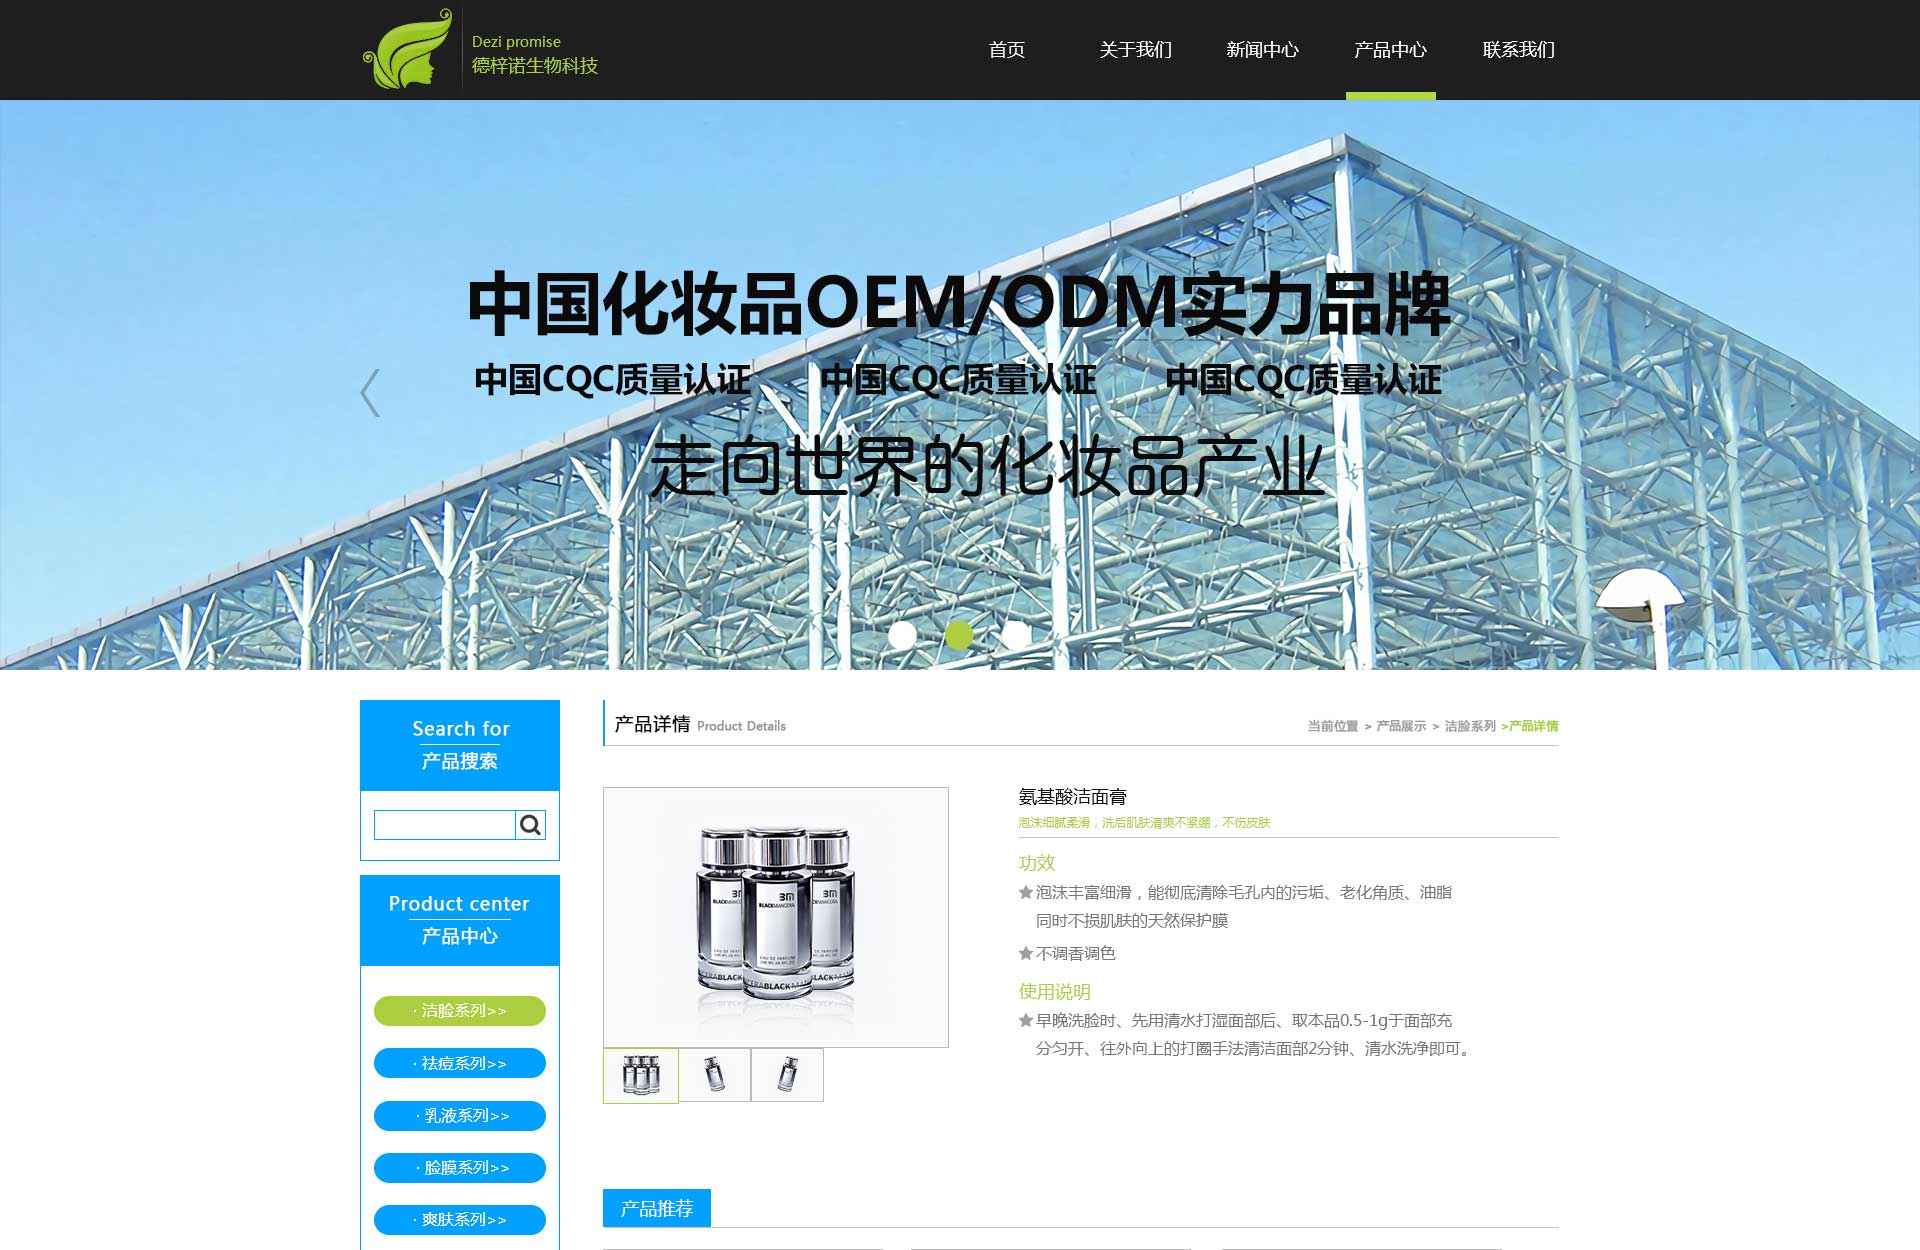 Dezi promise
德梓诺生物科技
首页 关于我们 新闻中心 产品中心 联系我们
中国化妆品OEM/ODM实力品牌
中国CQC质量认证 中国CQC质量认证 中国CQC质量认证
走向世界的化妆品产业
Search for
产品搜索
Product center
产品中心
· 洁脸系列>>
· 祛痘系列>>
· 乳液系列>>
· 脸膜系列>>
· 爽肤系列>>
产品详情 Product Details
当前位置 > 产品展示 > 洁脸系列 >产品详情
3M
BLACKMANCERA
EAU DE PARFUM
CERABLACKMAN
氨基酸洁面膏
泡沫细腻柔滑，洗后肌肤清爽不紧绷，不伤皮肤
功效
泡沫丰富细滑，能彻底清除毛孔内的污垢、老化角质、油脂
同时不损肌肤的天然保护膜
不调香调色
使用说明
早晚洗脸时、先用清水打湿面部后、取本品0.5-1g于面部充
分匀开、往外向上的打圈手法清洁面部2分钟、清水洗净即可。
产品推荐